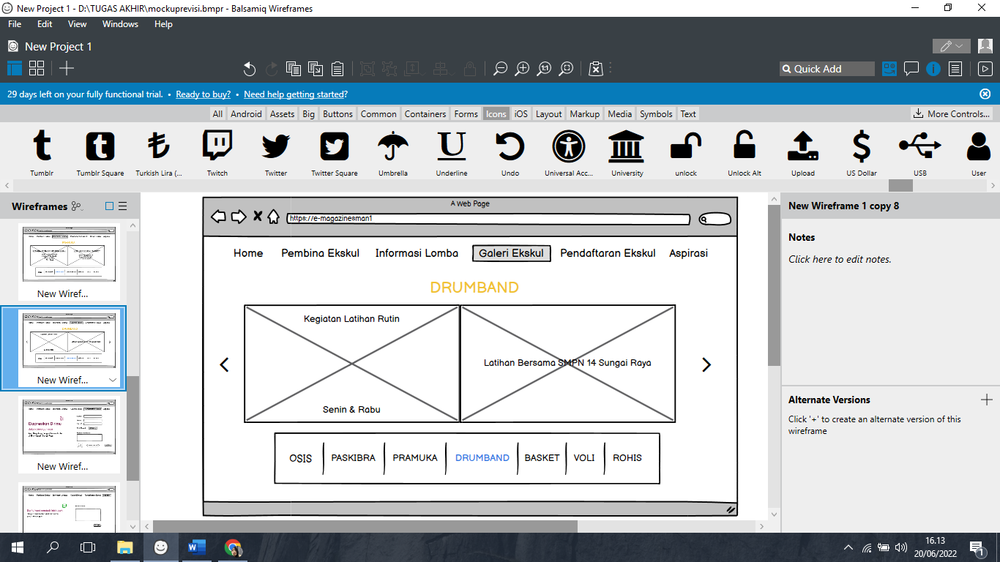 New Project 1 - D:\TUGAS AKHIR\mockuprevisi.bmpr - Balsamiq Wireframes
File Edit View Windows Help
New Project 1
1:1
Quick Add
29 days left on your fully functional trial. • Ready to buy? • Need help getting started?
All Android Assets Big Buttons Common Containers Forms Icons iOS Layout Markup Media Symbols Text
More Controls...
Tumblr Tumblr Square Turkish Lira (... Twitch Twitter Twitter Square Umbrella Underline Undo Universal Acc... University unlock Unlock Alt Upload US Dollar USB User
Wireframes
New Wiref...
New Wiref...
New Wiref...
A Web Page
https://e-magazinesman1
Home Pembina Ekskul Informasi Lomba Galeri Ekskul Pendaftaran Ekskul Aspirasi
DRUMBAND
Kegiatan Latihan Rutin
Latihan Bersama SMPN 14 Sungai Raya
Senin & Rabu
OSIS PASKIBRA PRAMUKA DRUMBAND BASKET VOLI ROHIS
New Wireframe 1 copy 8
Notes
Click here to edit notes.
Alternate Versions
Click '+' to create an alternate version of this
wireframe
16.13
20/06/2022
1